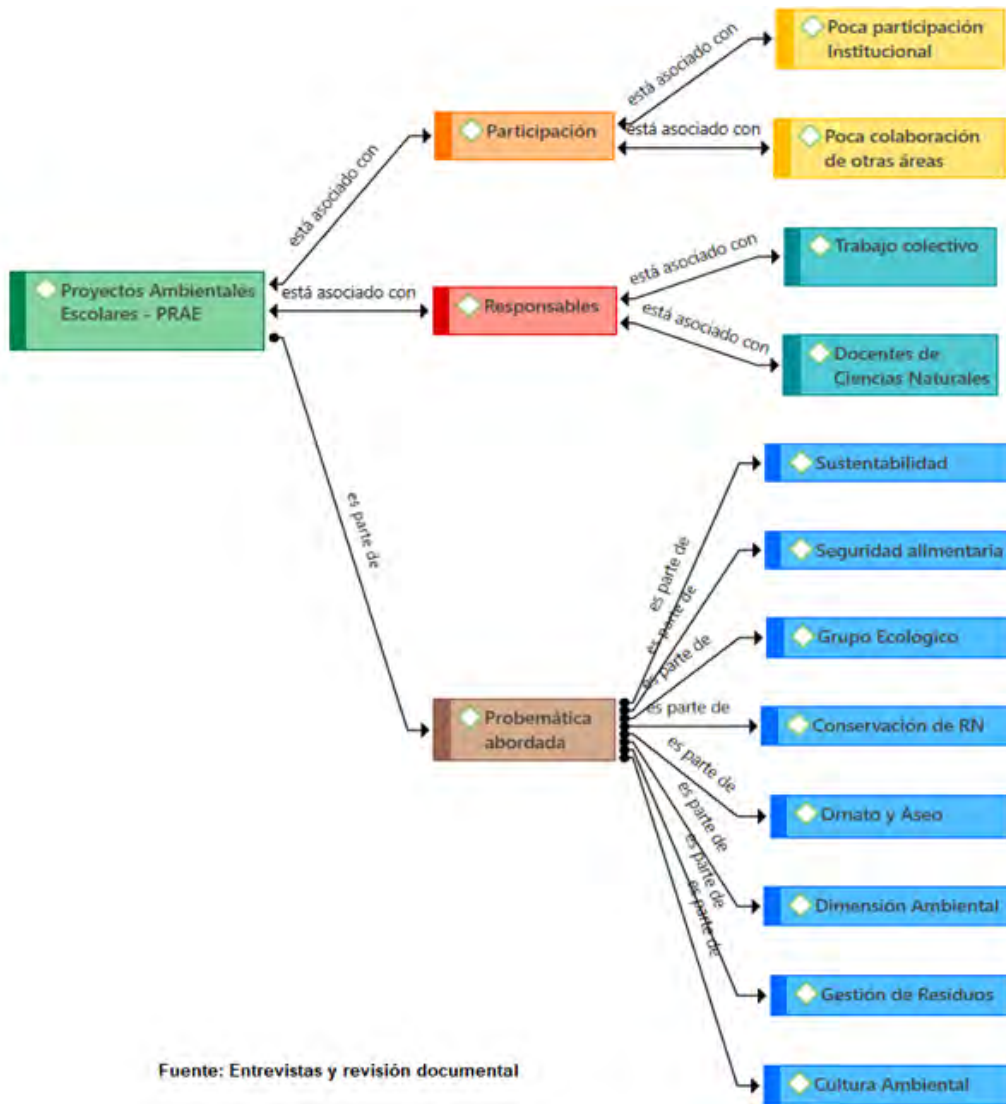 Poca participación
Institucional
está asociado con
Participación
está asociado con
Poca colaboración
de otras áreas
está asociado con
Proyectos Ambientales
Escolares - PRAE
está asociado con
Responsables
está asociado con
Trabajo colectivo
está asociado con
Docentes de
Ciencias Naturales
es parte de
Probemática
abordada
es parte de
Sustentabilidad
es parte de
Seguridad alimentaria
es parte de
Grupo Ecológico
es parte de
Conservación de RN
es parte de
Ornato y Aseo
es parte de
Dimensión Ambiental
es parte de
Gestión de Residuos
es parte de
Cultura Ambiental
Fuente: Entrevistas y revisión documental